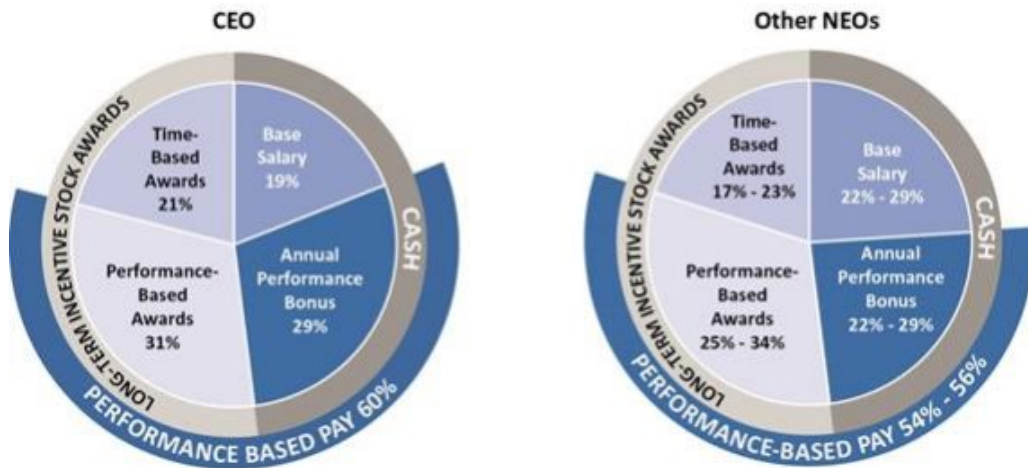 CEO
Time-
Based
Awards
21%
Base
Salary
19%
Performance-
Based
Awards
31%
Annual
Performance
Bonus
29%
LONG-TERM INCENTIVE STOCK AWARDS
CASH
PERFORMANCE BASED PAY 60%
Other NEOs
Time-
Based
Awards
17% - 23%
Base
Salary
22% - 29%
Performance-
Based
Awards
25% - 34%
Annual
Performance
Bonus
22% - 29%
LONG-TERM INCENTIVE STOCK AWARDS
CASH
PERFORMANCE-BASED PAY 54% - 56%